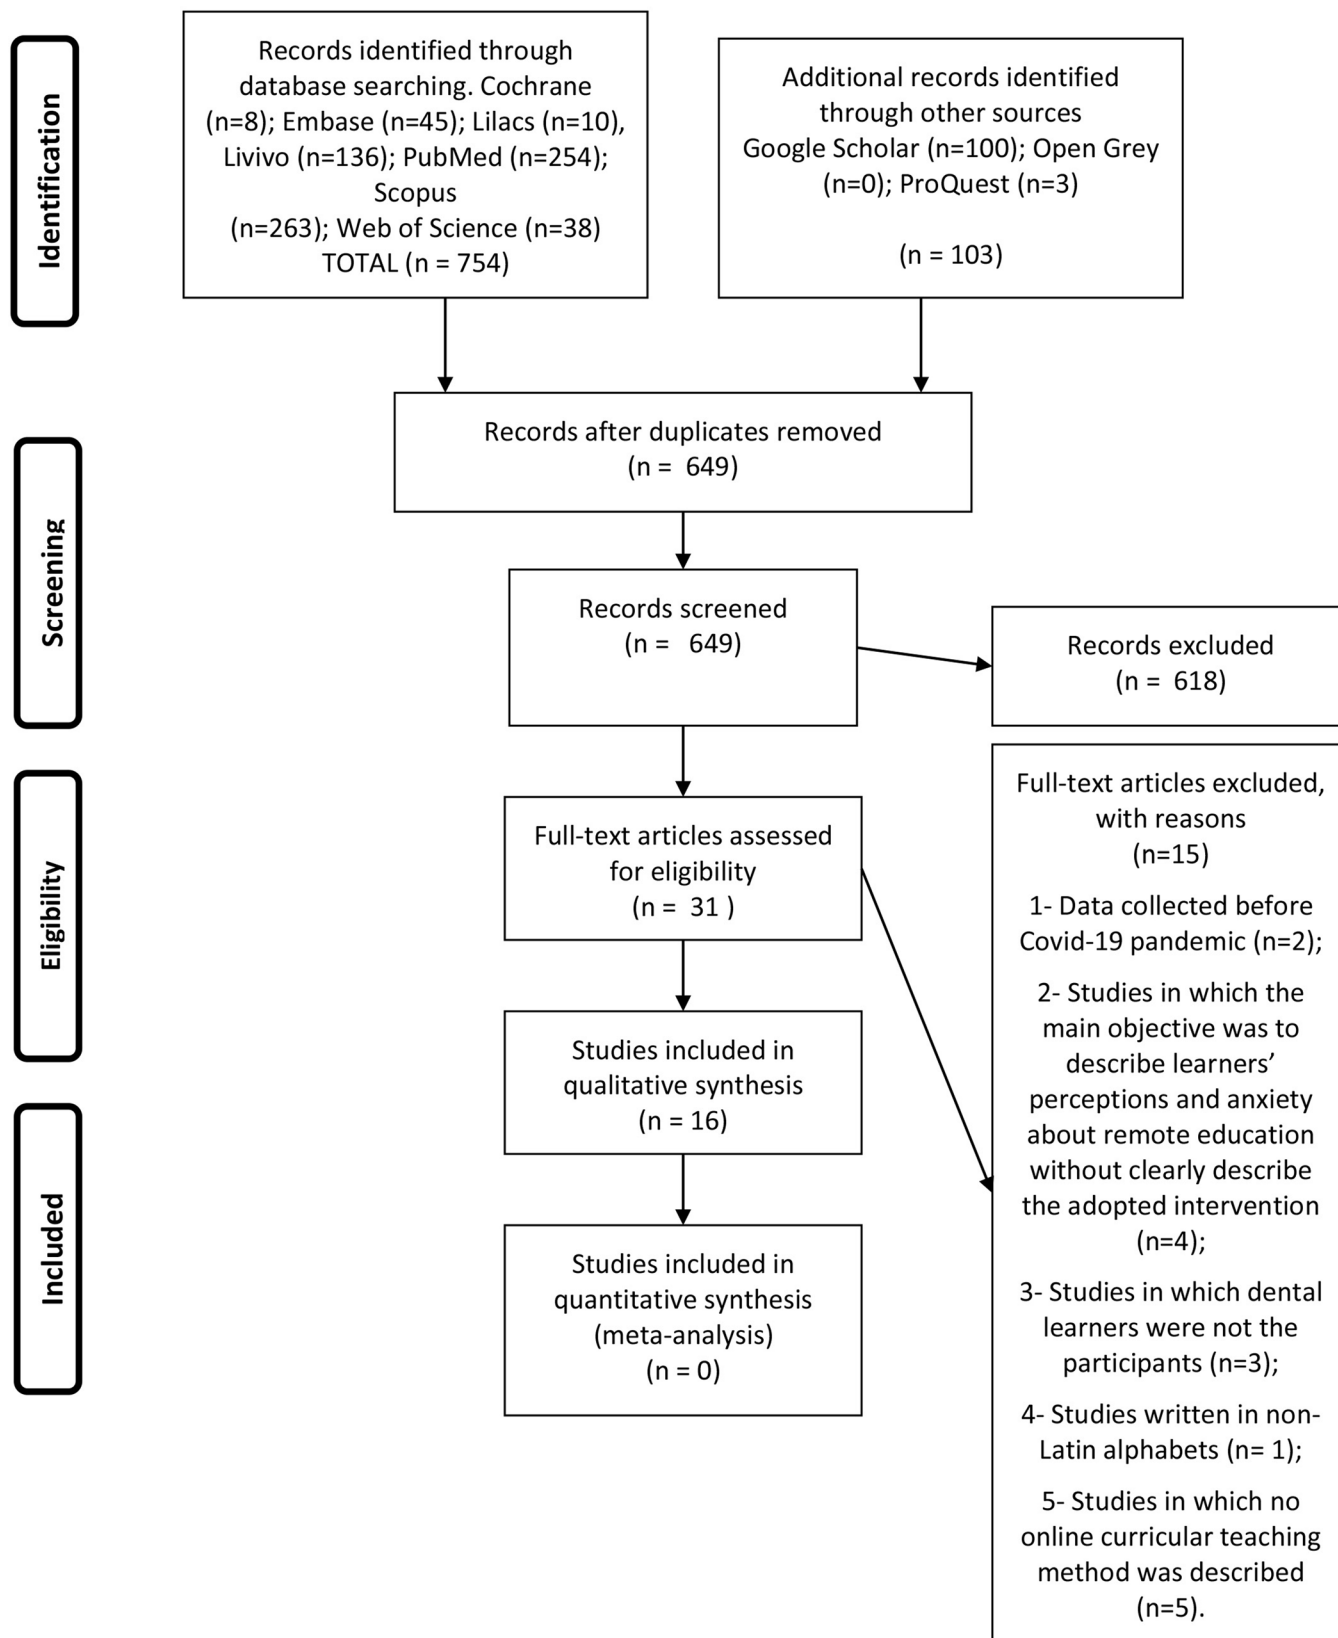 Identification
Records identified through
database searching. Cochrane
(n=8); Embase (n=45); Lilacs (n=10),
Livivo (n=136); PubMed (n=254);
Scopus
(n=263); Web of Science (n=38)
TOTAL (n = 754)
Additional records identified
through other sources
Google Scholar (n=100); Open Grey
(n=0); ProQuest (n=3)
(n = 103)
Records after duplicates removed
(n = 649)
Screening
Records screened
(n = 649)
Records excluded
(n = 618)
Eligibility
Full-text articles assessed
for eligibility
(n = 31 )
Full-text articles excluded,
with reasons
(n=15)
1- Data collected before
Covid-19 pandemic (n=2);
2- Studies in which the
main objective was to
describe learners’
perceptions and anxiety
about remote education
without clearly describe
the adopted intervention
(n=4);
3- Studies in which dental
learners were not the
participants (n=3);
4- Studies written in non-
Latin alphabets (n= 1);
5- Studies in which no
online curricular teaching
method was described
(n=5).
Studies included in
qualitative synthesis
(n = 16)
Included
Studies included in
quantitative synthesis
(meta-analysis)
(n = 0)